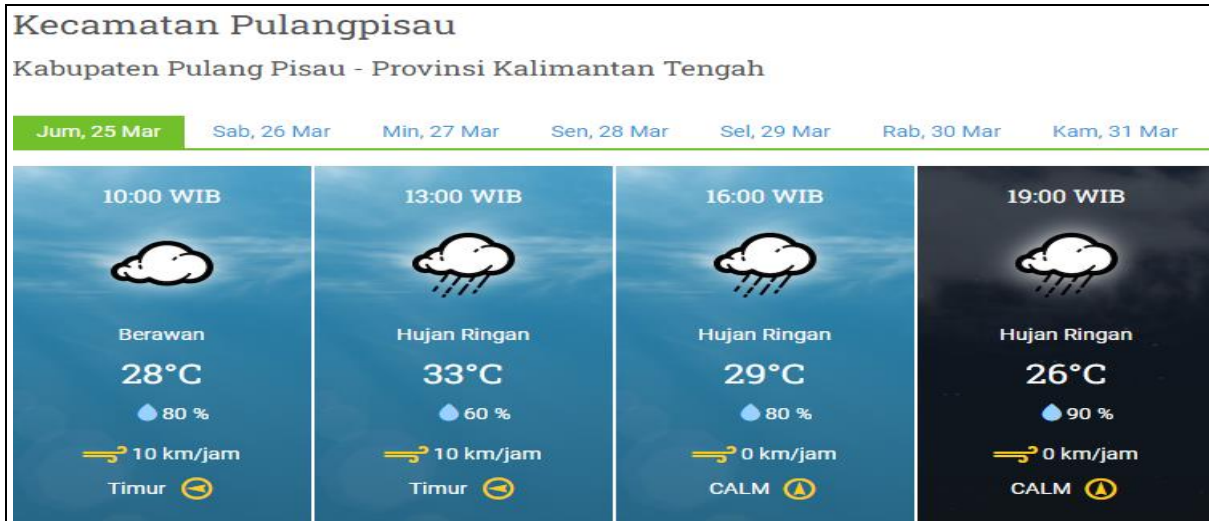 Kecamatan Pulangpisau
Kabupaten Pulang Pisau - Provinsi Kalimantan Tengah
Jum, 25 Mar Sab, 26 Mar Min, 27 Mar Sen, 28 Mar Sel, 29 Mar Rab, 30 Mar Kam, 31 Mar
10:00 WIB 13:00 WIB 16:00 WIB 19:00 WIB
Berawan Hujan Ringan Hujan Ringan Hujan Ringan
28°C 33°C 29°C 26°C
80 % 60 % 80 % 90 %
10 km/jam 10 km/jam 0 km/jam 0 km/jam
Timur Timur CALM CALM